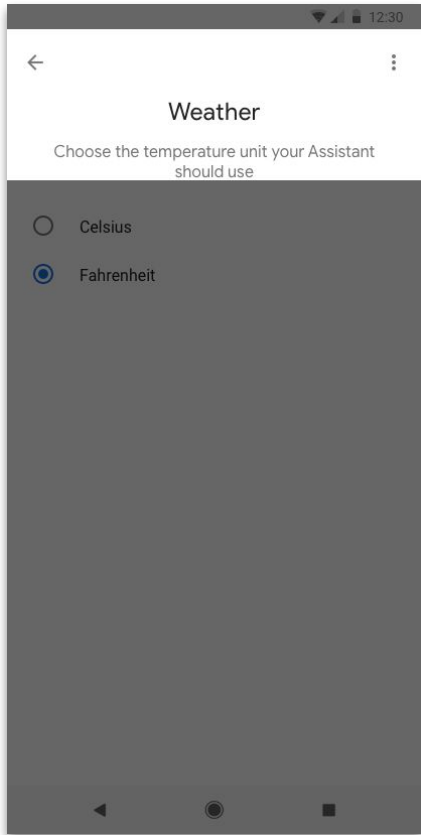 12:30
Weather
Choose the temperature unit your Assistant
should use
Celsius
Fahrenheit